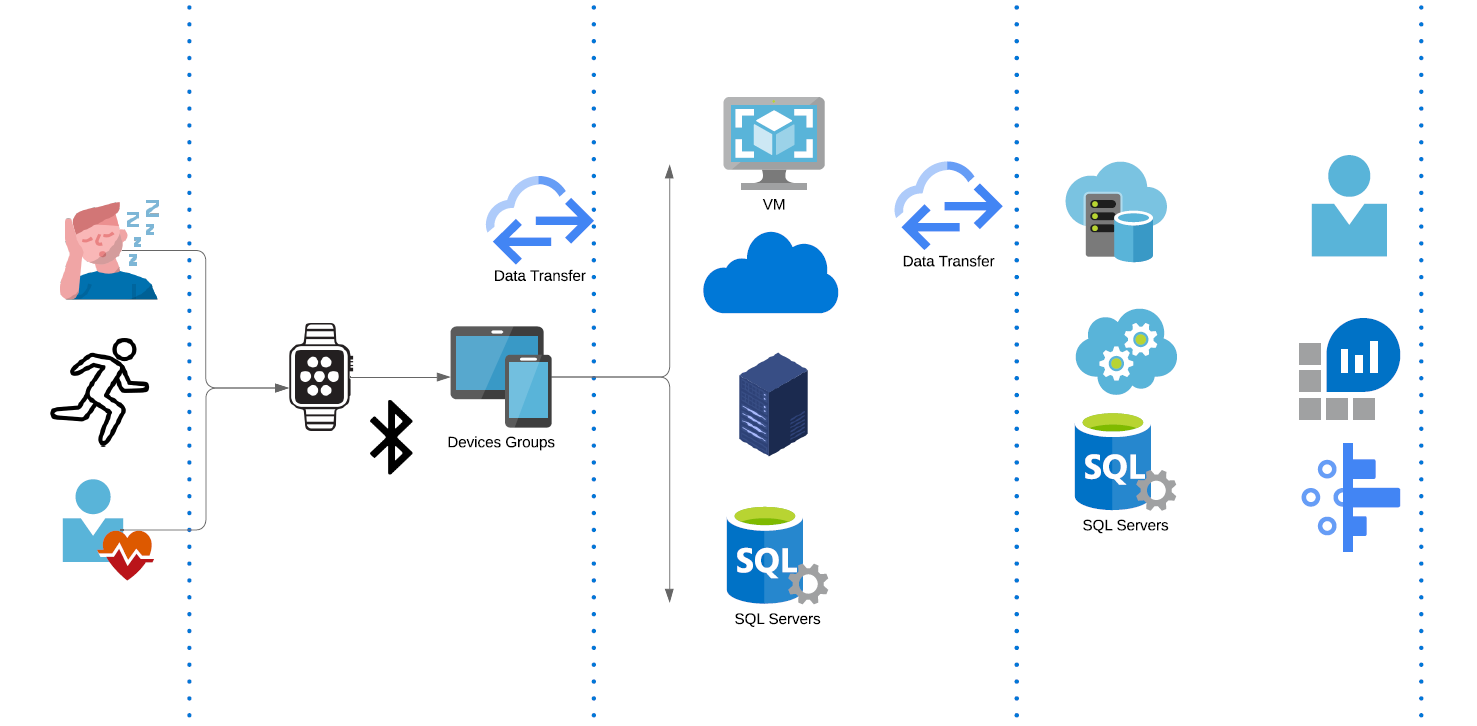 z
z
z
z
z
Data Transfer
Devices Groups
VM
SQL
SQL Servers
Data Transfer
SQL
SQL Servers